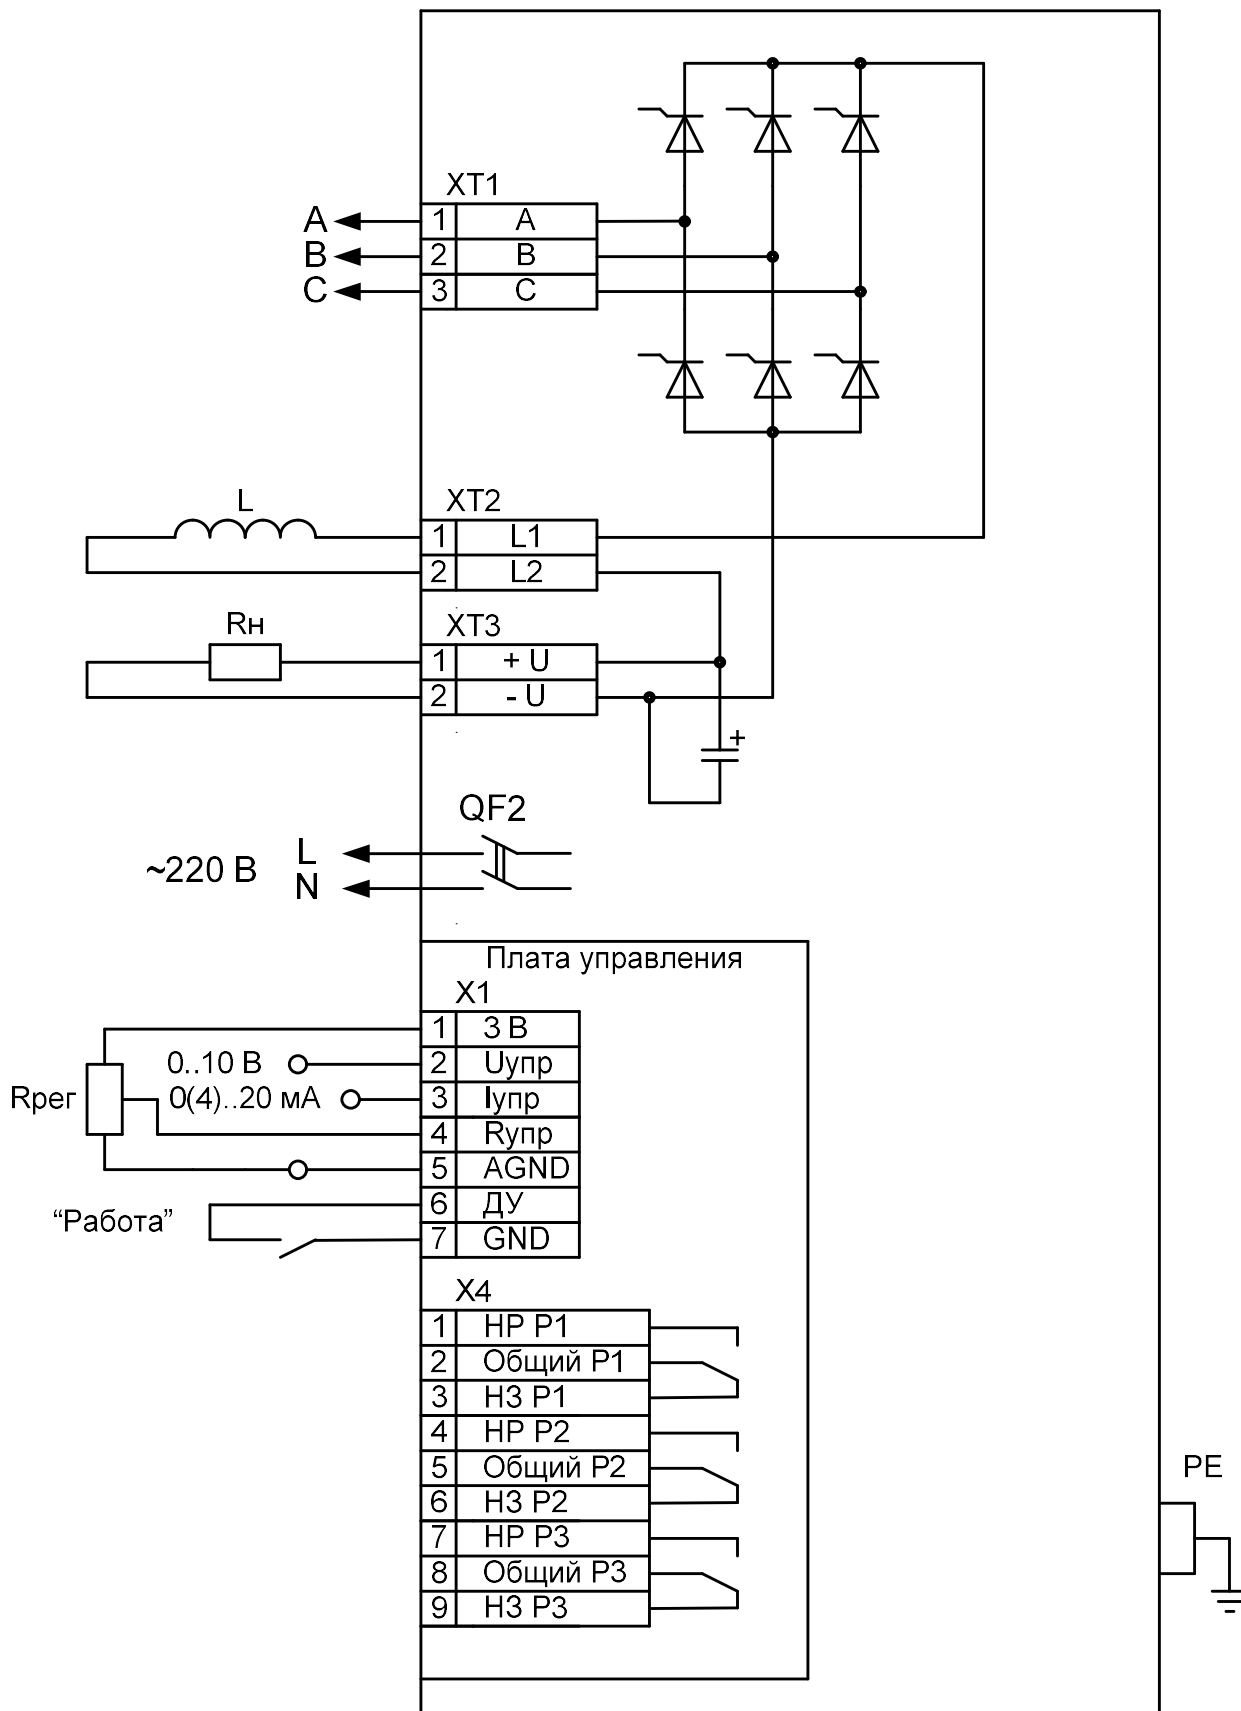 XT1
A 1 A
B 2 B
C 3 C
L
XT2
1 L1
2 L2
Rн
XT3
1 + U
2 - U
+
QF2
~220 В
L
N
Плата управления
X1
1 3 В
0..10 В 2 Uупр
Rрег 0(4)..20 мА 3 Iупр
4 Rупр
5 AGND
“Работа”
6 ДУ
7 GND
X4
1 НР Р1
2 Общий Р1
3 НЗ Р1
4 НР Р2
5 Общий Р2
6 НЗ Р2
7 НР Р3
8 Общий Р3
9 НЗ Р3
PE